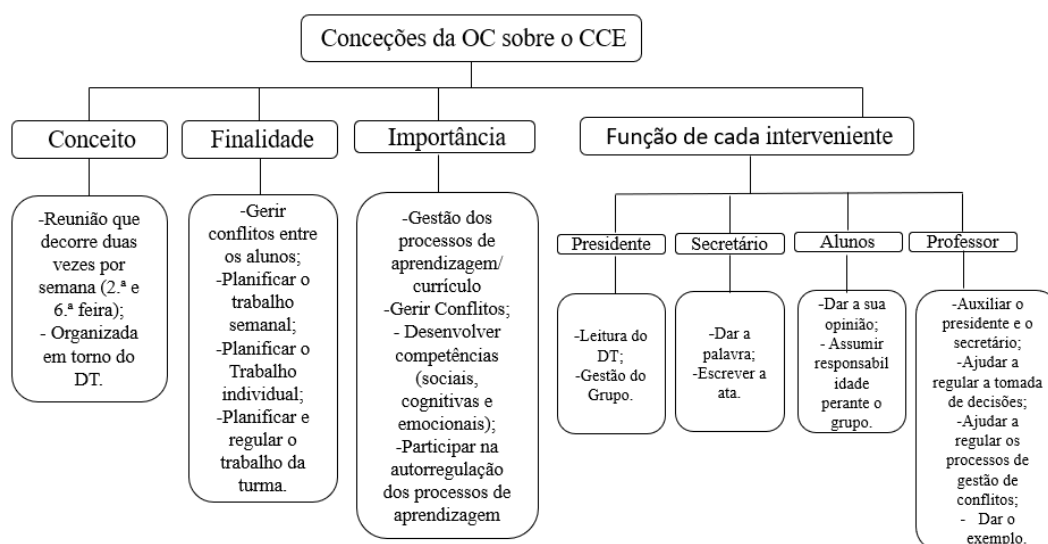 Conceções da OC sobre o CCE
Conceito
-Reunião que
decorre duas
vezes por
semana (2.ª e
6.ª feira);
- Organizada
em torno do
DT.
Finalidade
-Gerir
conflitos entre
os alunos;
-Planificar o
trabalho
semanal;
-Planificar o
Trabalho
individual;
-Planificar e
regular o
trabalho da
turma.
Importância
-Gestão dos
processos de
aprendizagem/
currículo
-Gerir Conflitos;
- Desenvolver
competências
(sociais,
cognitivas e
emocionais);
-Participar na
autorregulação
dos processos de
aprendizagem
Função de cada interveniente
Presidente
-Leitura do
DT;
-Gestão do
Grupo.
Secretário
-Dar a
palavra;
-Escrever a
ata.
Alunos
-Dar a sua
opinião;
- Assumir
responsabil
idade
perante o
grupo.
Professor
-Auxiliar o
presidente e o
secretário;
-Ajudar a
regular a tomada
de decisões;
-Ajudar a
regular os
processos de
gestão de
conflitos;
- Dar o
exemplo.